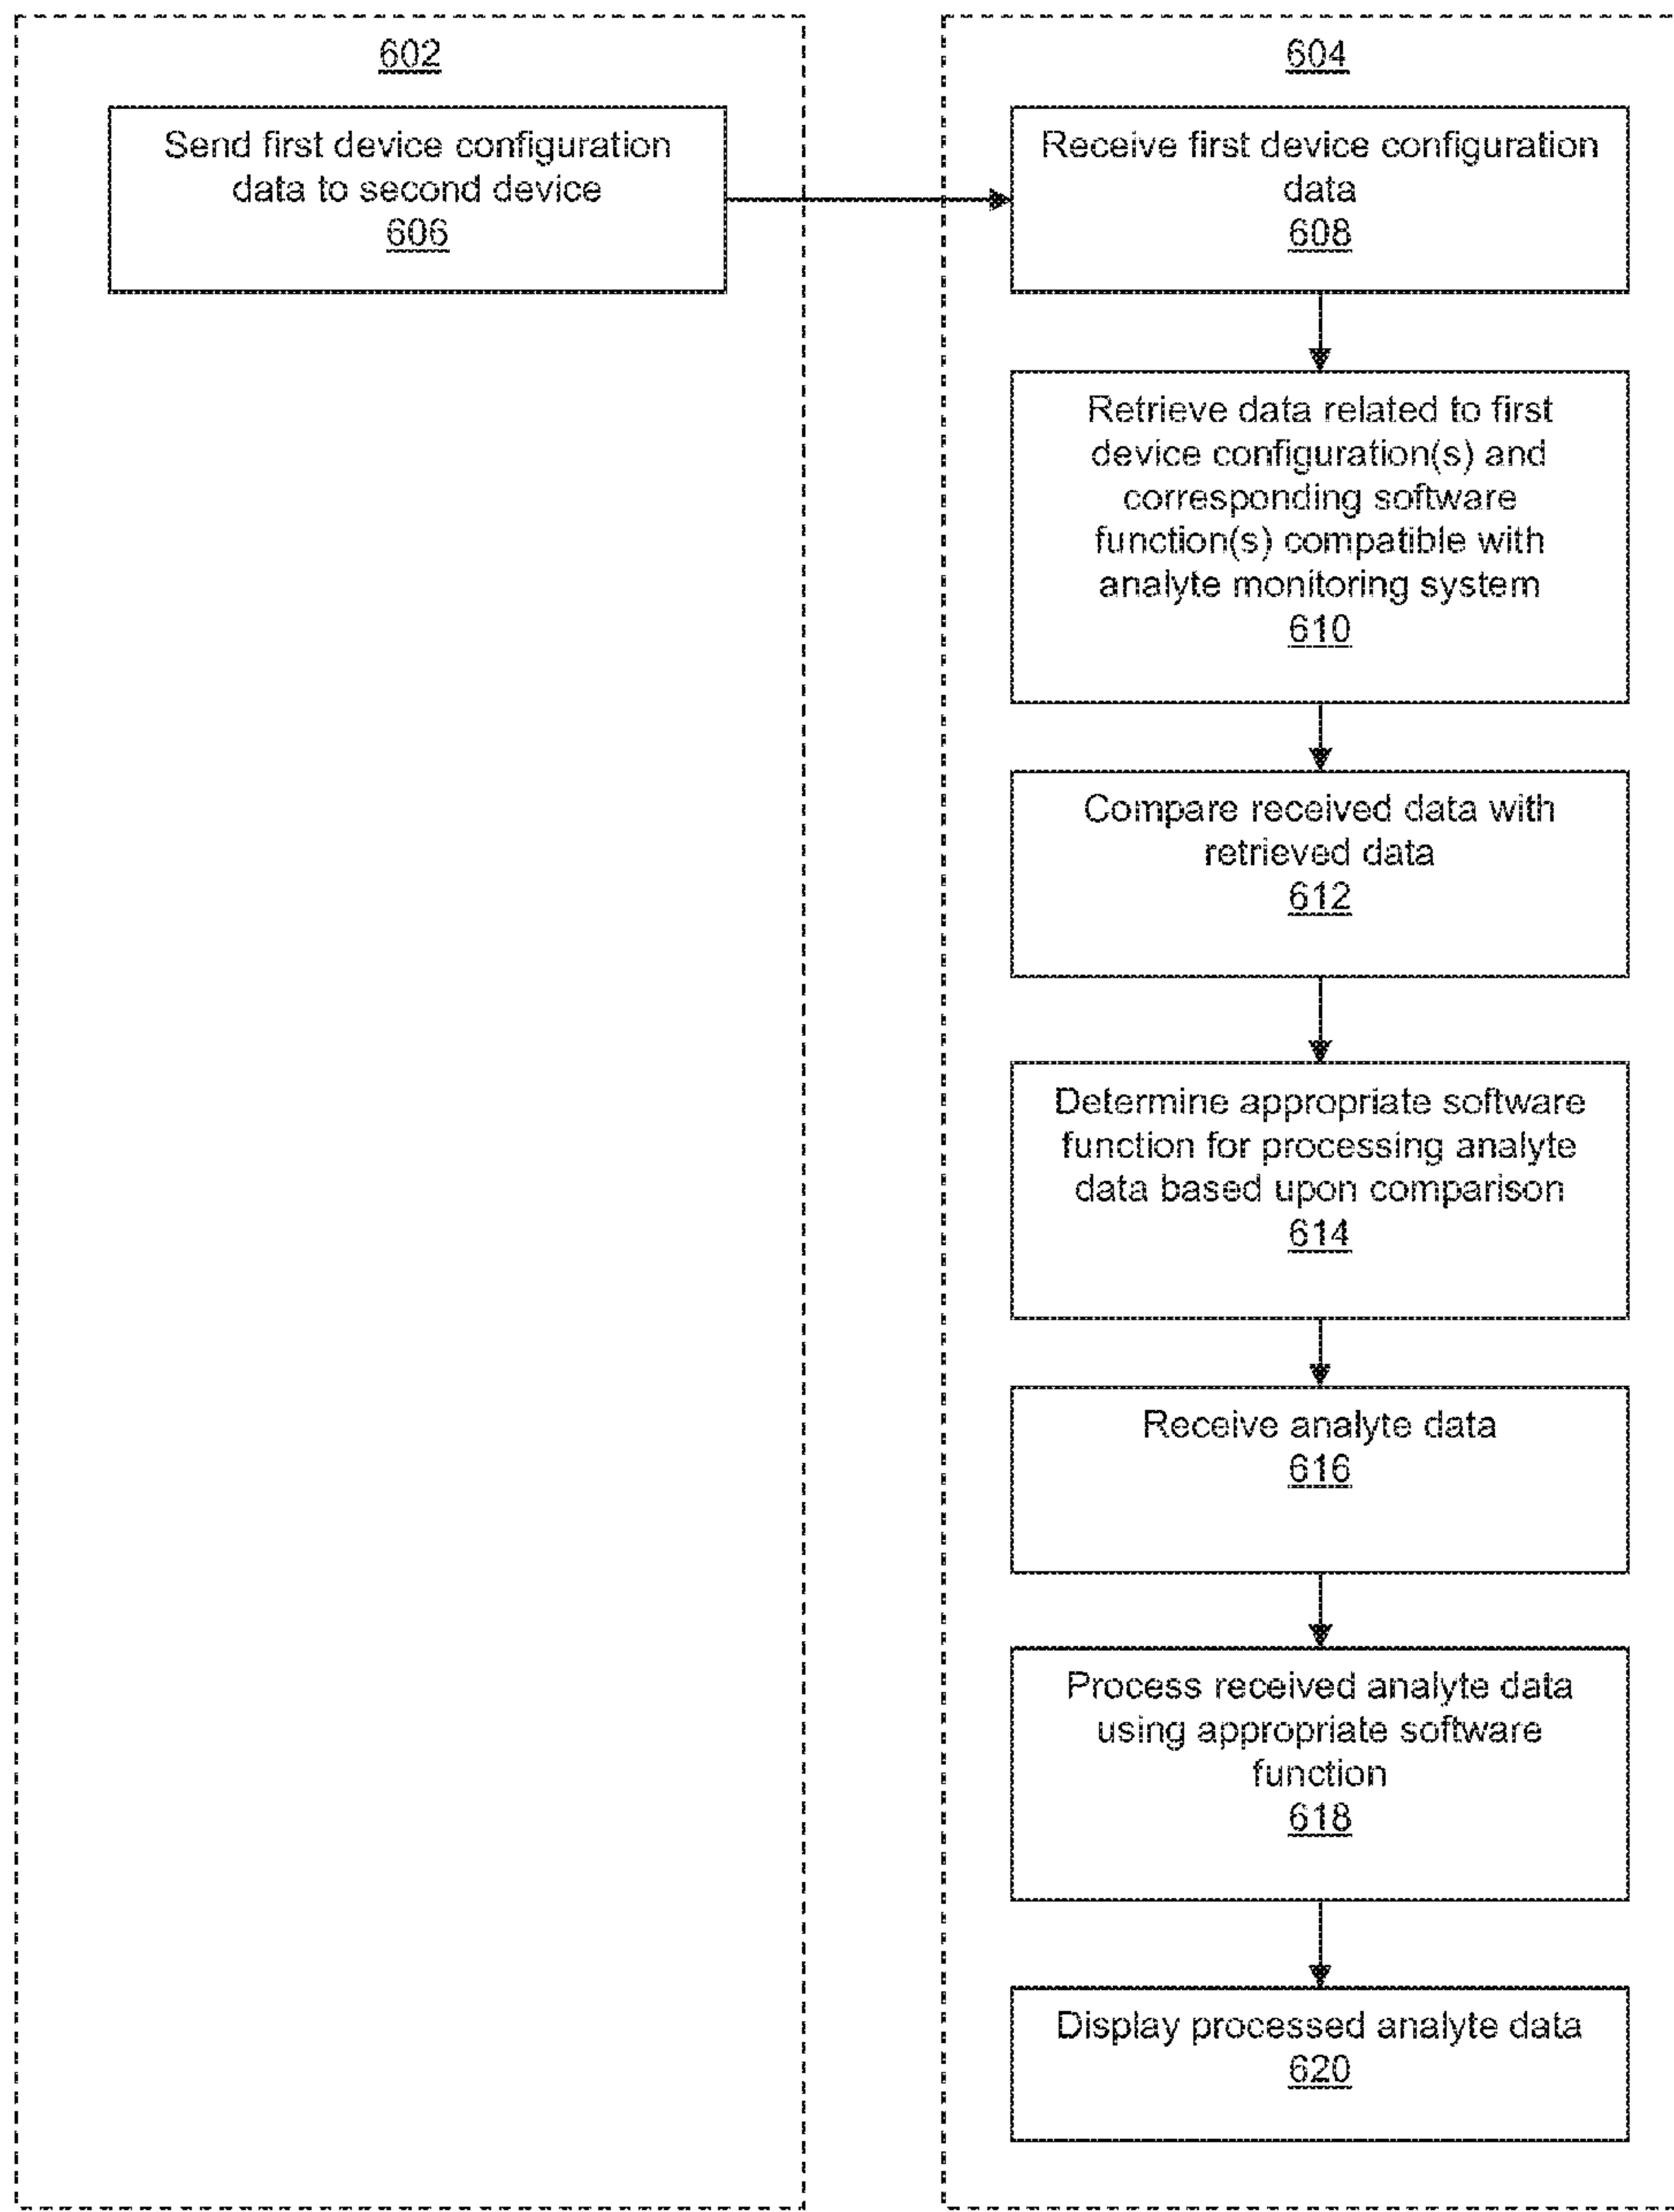 602
Send first device configuration
data to second device
606
604
Receive first device configuration
data
608
Retrieve data related to first
device configuration(s) and
corresponding software
function(s) compatible with
analyte monitoring system
610
Compare received data with
retrieved data
612
Determine appropriate software
function for processing analyte
data based upon comparison
614
Receive analyte data
616
Process received analyte data
using appropriate software
function
618
Display processed analyte data
620